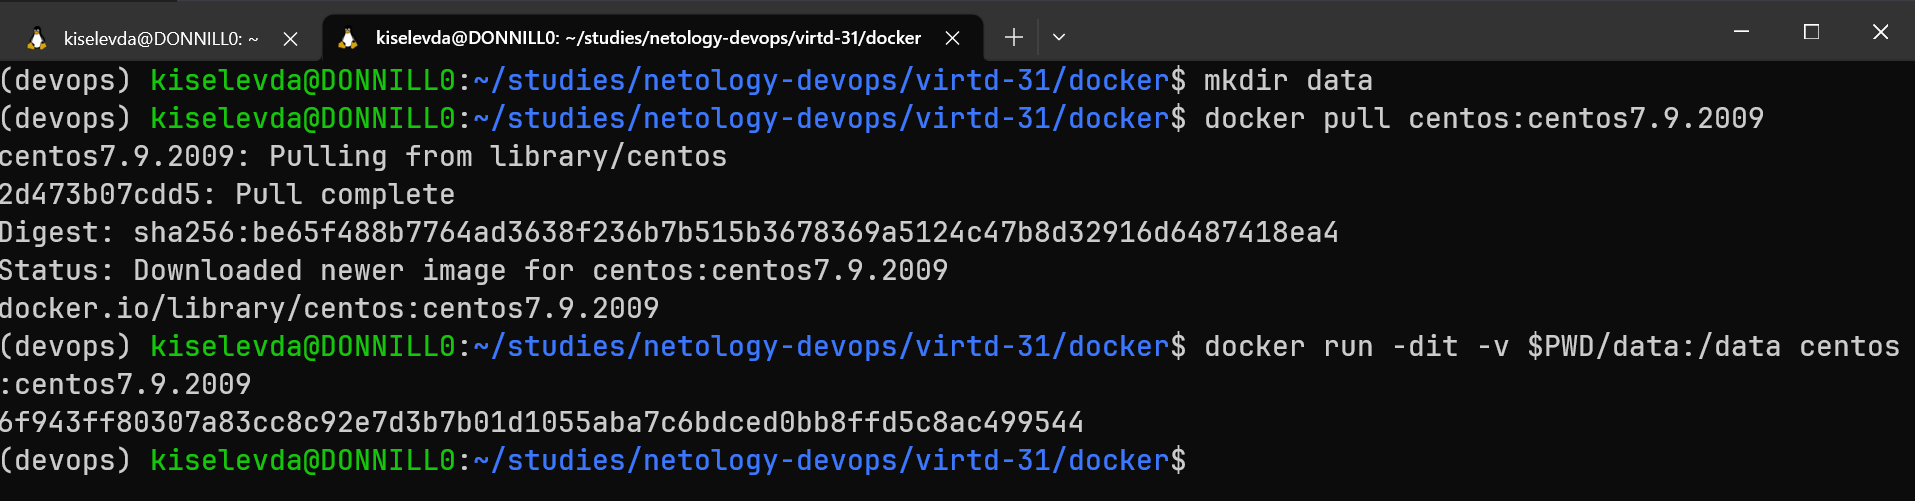 kiselevda@DONNILL0: ~
kiselevda@DONNILL0: ~/studies/netology-devops/virtd-31/docker
(devops) kiselevda@DONNILL0:~/studies/netology-devops/virtd-31/docker$ mkdir data
(devops) kiselevda@DONNILL0:~/studies/netology-devops/virtd-31/docker$ docker pull centos:centos7.9.2009
centos7.9.2009: Pulling from library/centos
2d473b07cdd5: Pull complete
Digest: sha256:be65f488b7764ad3638f236b7b515b3678369a5124c47b8d32916d6487418ea4
Status: Downloaded newer image for centos:centos7.9.2009
docker.io/library/centos:centos7.9.2009
(devops) kiselevda@DONNILL0:~/studies/netology-devops/virtd-31/docker$ docker run -dit -v $PWD/data:/data centos
:centos7.9.2009
6f943ff80307a83cc8c92e7d3b7b01d1055aba7c6bdced0bb8ffd5c8ac499544
(devops) kiselevda@DONNILL0:~/studies/netology-devops/virtd-31/docker$